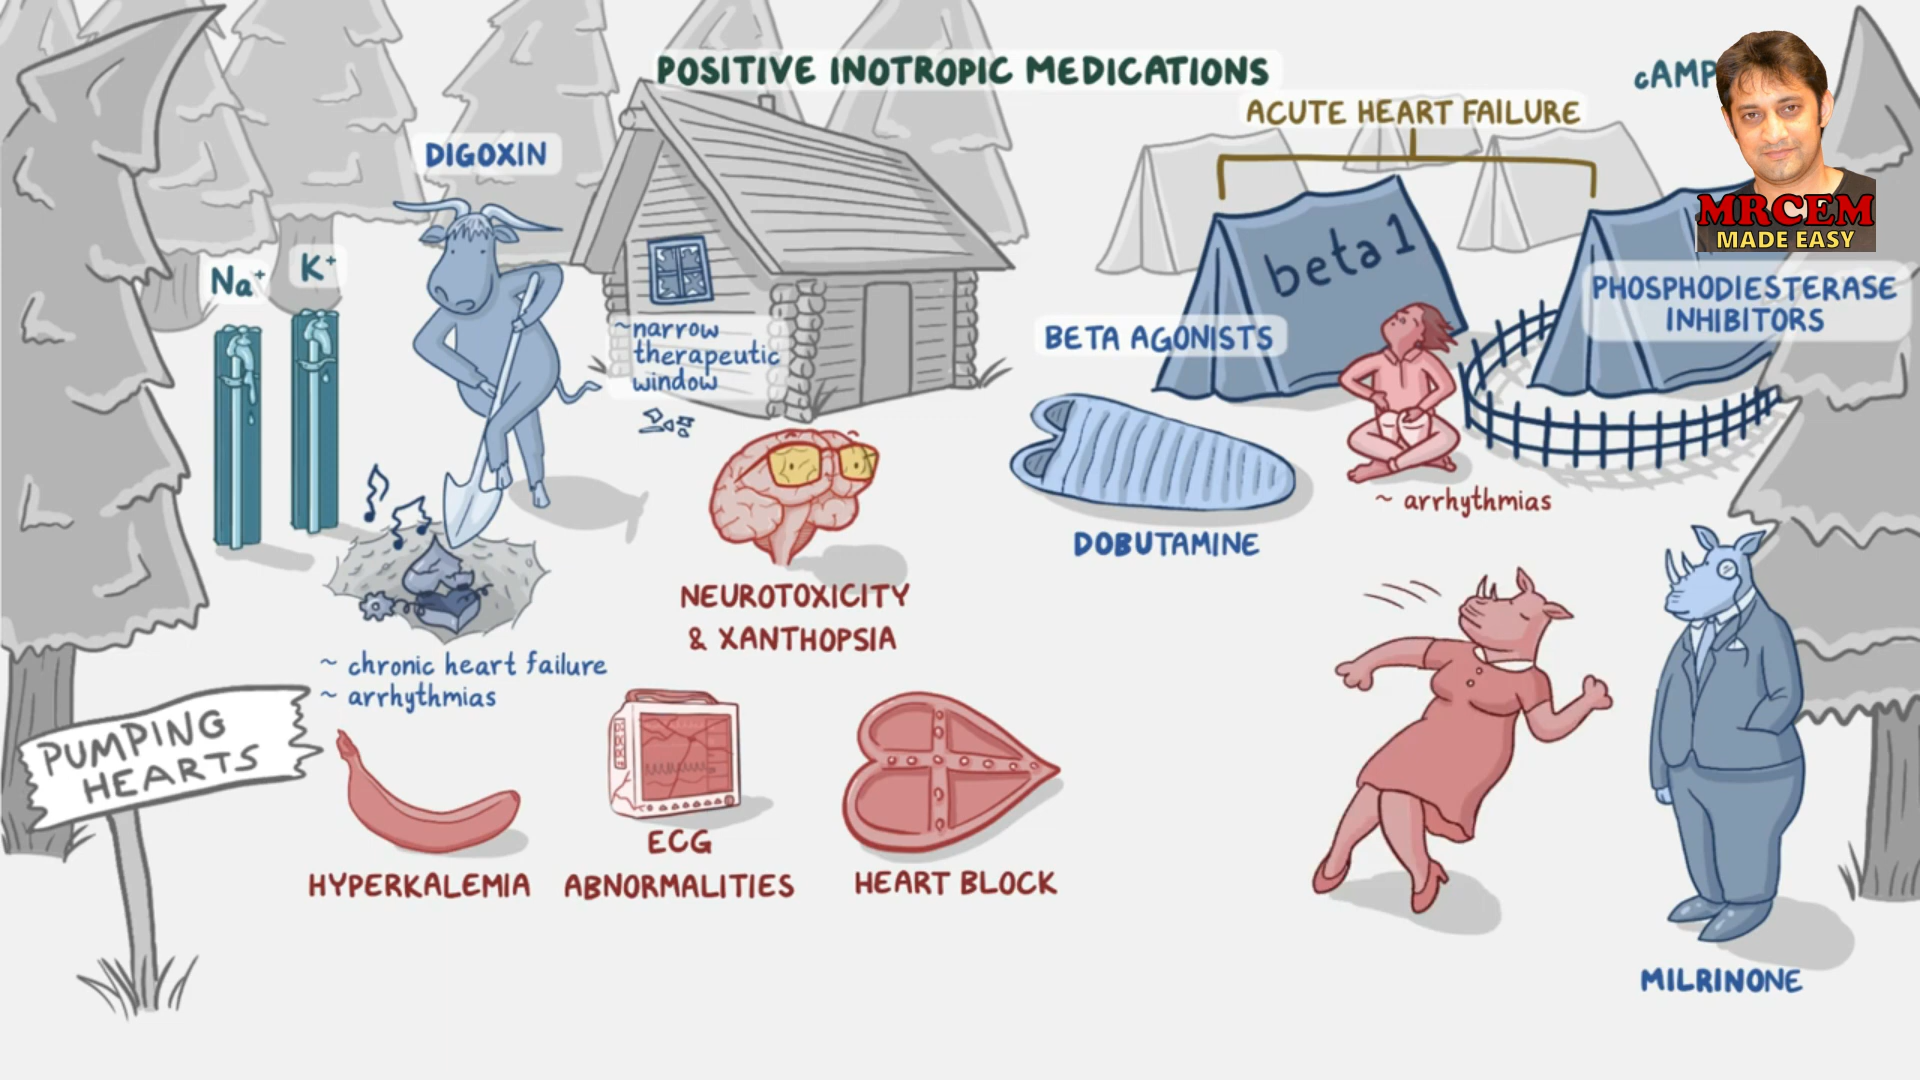 POSITIVE INOTROPIC MEDICATIONS
cAMP
ACUTE HEART FAILURE
MRCEM
MADE EASY
DIGOXIN
Na+
K+
~narrow
therapeutic
window
beta 1
BETA AGONISTS
PHOSPHODIESTERASE
INHIBITORS
~ arrhythmias
DOBUTAMINE
NEUROTOXICITY
& XANTHOPSIA
~ chronic heart failure
~ arrhythmias
PUMPING
HEARTS
HYPERKALEMIA
ECG
ABNORMALITIES
HEART BLOCK
MILRINONE